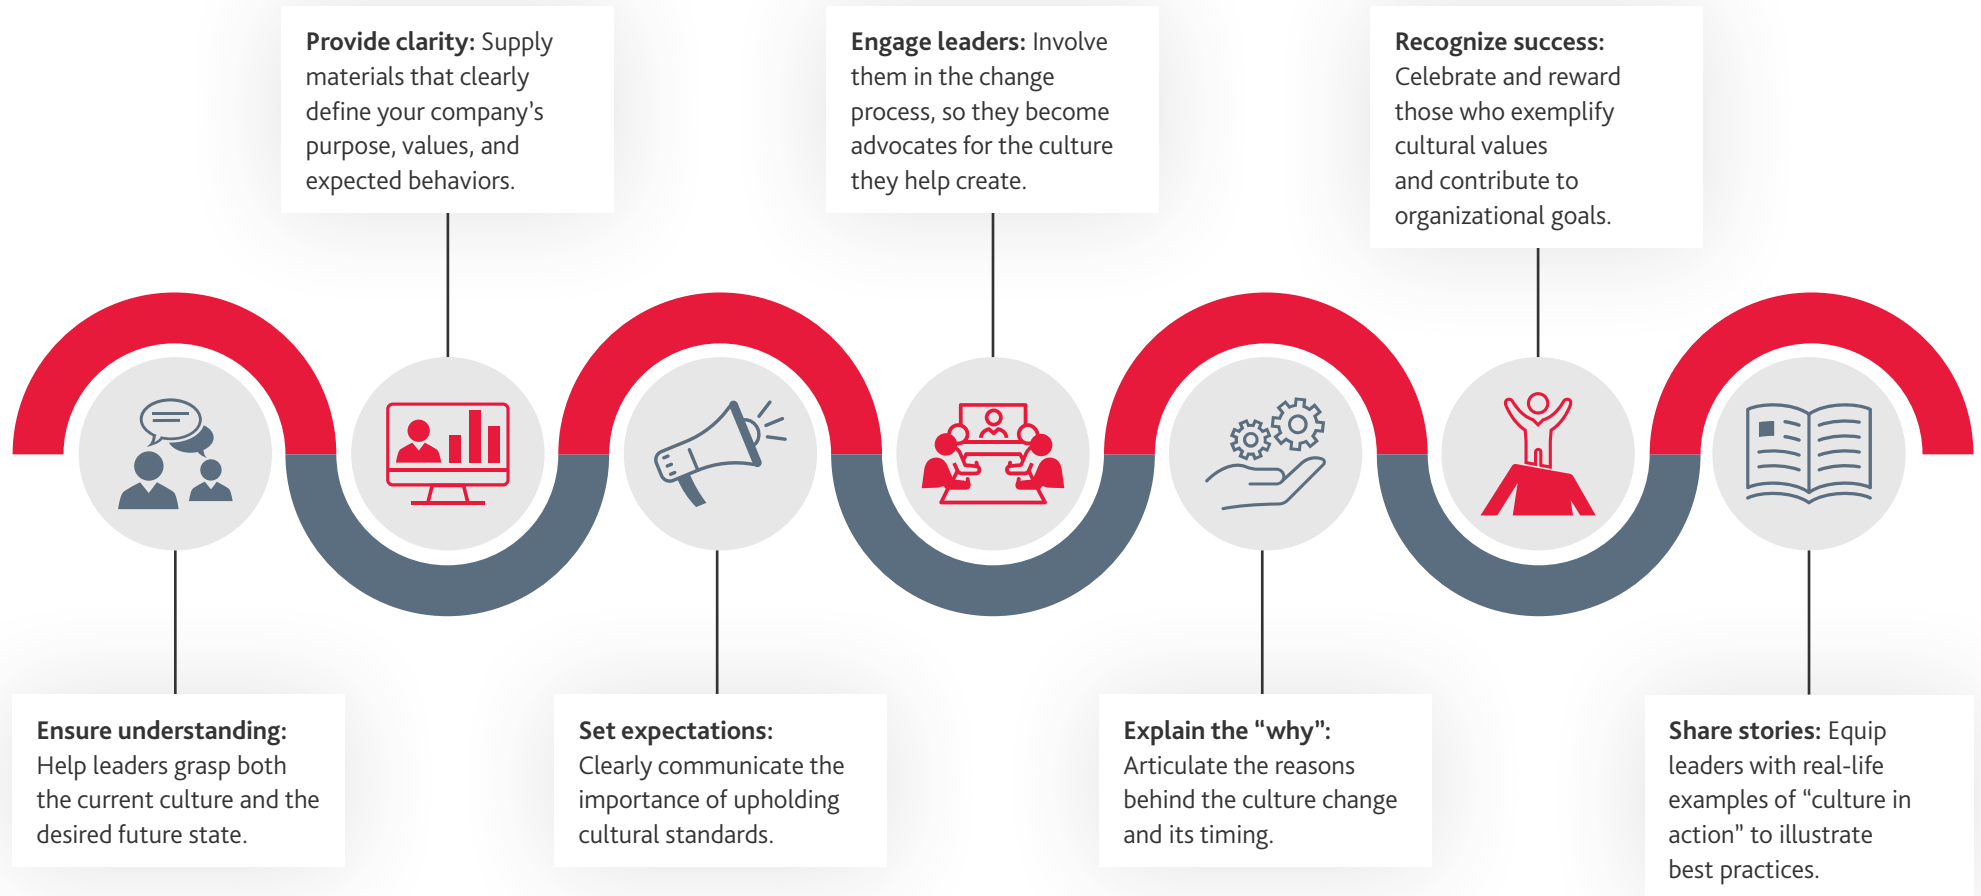 Provide clarity: Supply
materials that clearly
define your company’s
purpose, values, and
expected behaviors.
Engage leaders: Involve
them in the change
process, so they become
advocates for the culture
they help create.
Recognize success:
Celebrate and reward
those who exemplify
cultural values
and contribute to
organizational goals.
Ensure understanding:
Help leaders grasp both
the current culture and the
desired future state.
Set expectations:
Clearly communicate the
importance of upholding
cultural standards.
Explain the “why”:
Articulate the reasons
behind the culture change
and its timing.
Share stories: Equip
leaders with real-life
examples of “culture in
action” to illustrate
best practices.